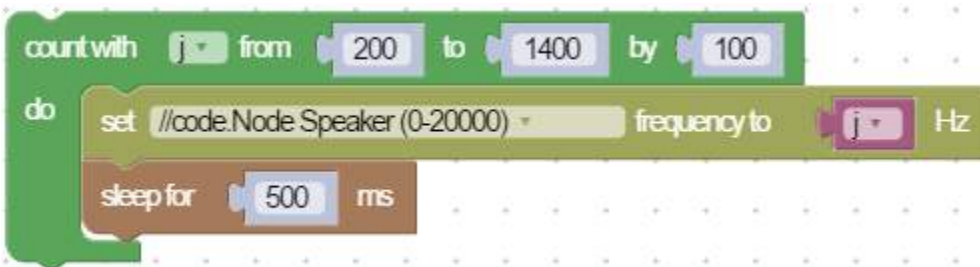 count with j from 200 to 1400 by 100
do set //code.Node Speaker (0-20000) frequency to j Hz
sleep for 500 ms